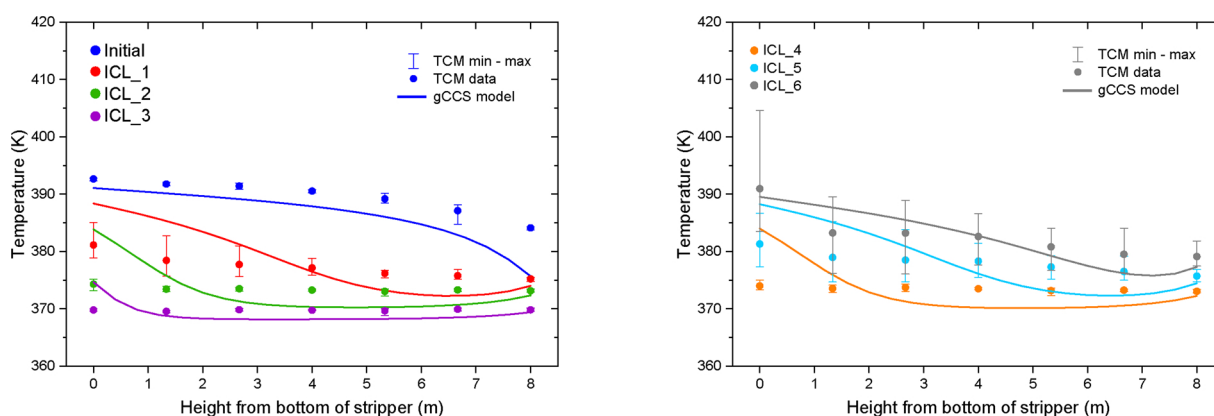 420
410
400
390
380
370
360
Temperature (K)
Initial
ICL_1
ICL_2
ICL_3
TCM min - max
TCM data
gCCS model
0 1 2 3 4 5 6 7 8
Height from bottom of stripper (m)
420
410
400
390
380
370
360
Temperature (K)
ICL_4
ICL_5
ICL_6
TCM min - max
TCM data
gCCS model
0 1 2 3 4 5 6 7 8
Height from bottom of stripper (m)